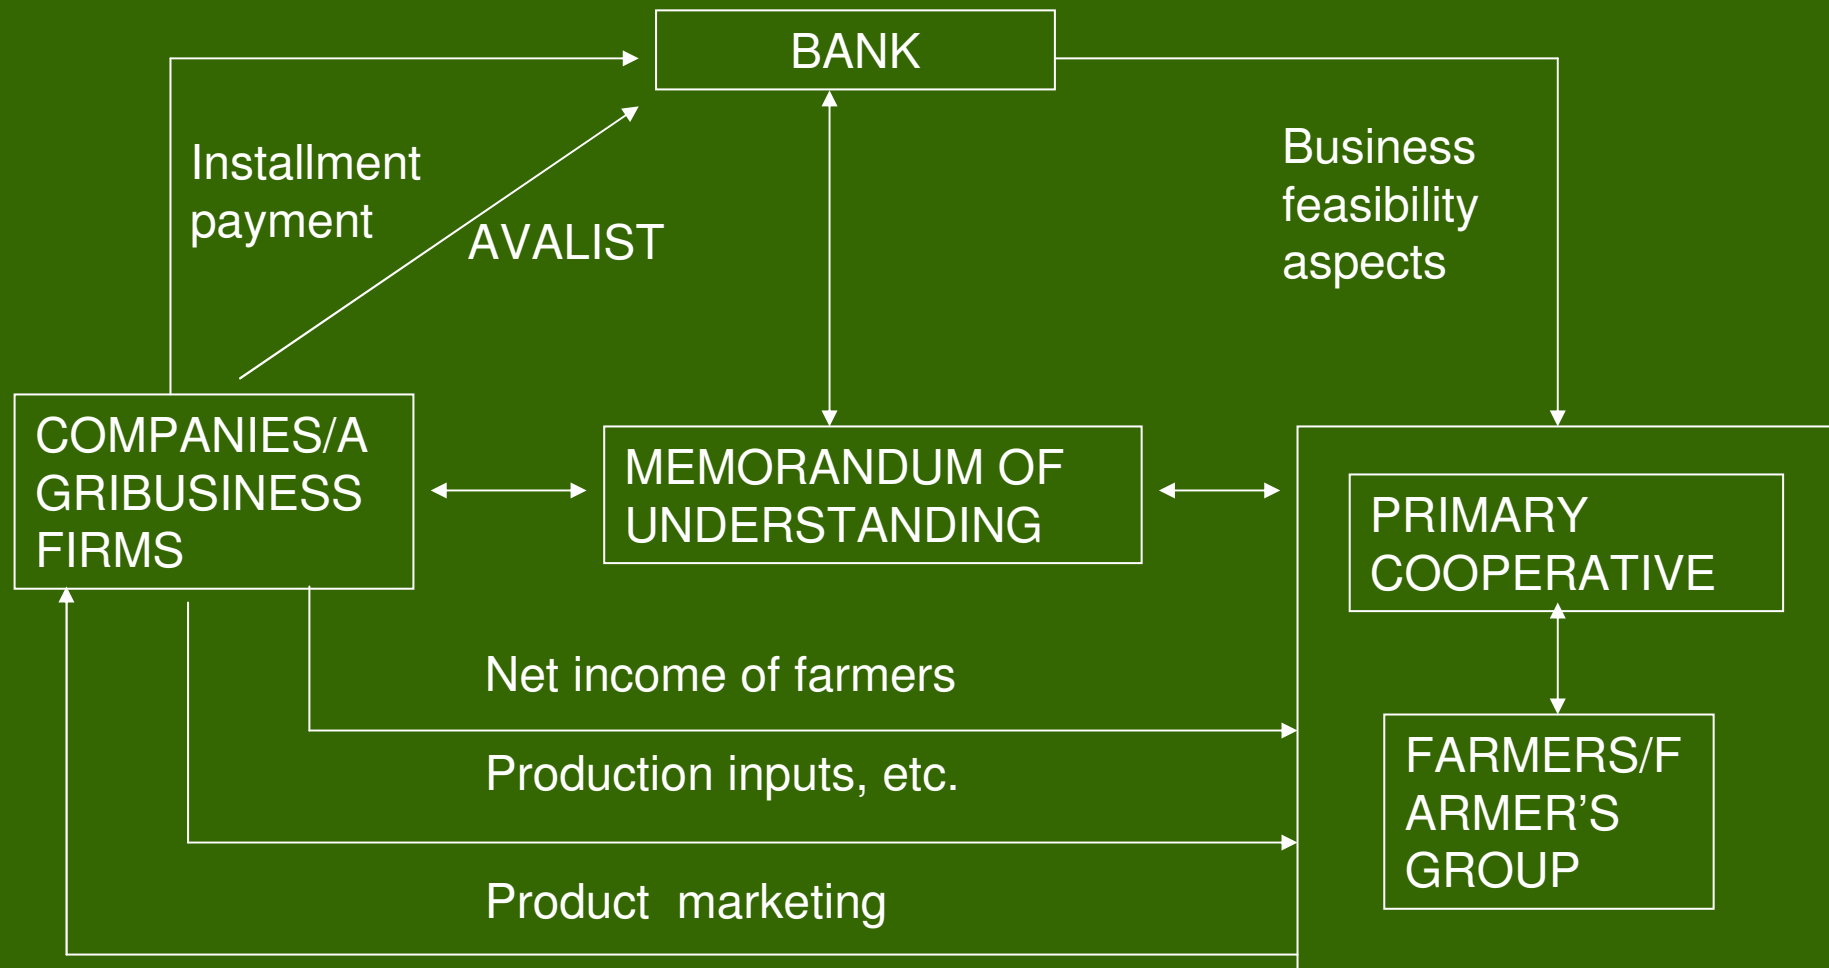 BANK
Installment
payment
AVALIST
Business
feasibility
aspects
COMPANIES/A
GRIBUSINESS
FIRMS
MEMORANDUM OF
UNDERSTANDING
PRIMARY
COOPERATIVE
Net income of farmers
Production inputs, etc.
Product  marketing
FARMERS/F
ARMER’S
GROUP